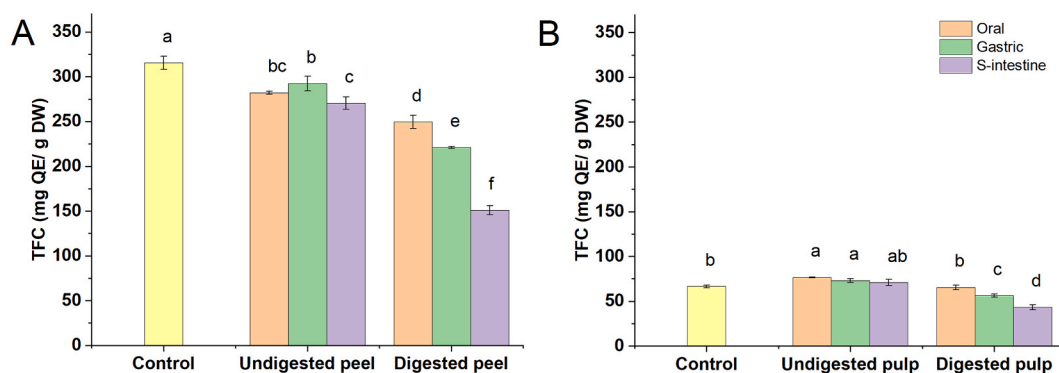 A
TFC (mg QE/ g DW)
350
300
250
200
150
100
50
0
a
bc
b
c
d
e
f
Control
Undigested peel
Digested peel
B
TFC (mg QE/ g DW)
350
300
250
200
150
100
50
0
Oral
Gastric
S-intestine
b
a
a
ab
b
c
d
Control
Undigested pulp
Digested pulp